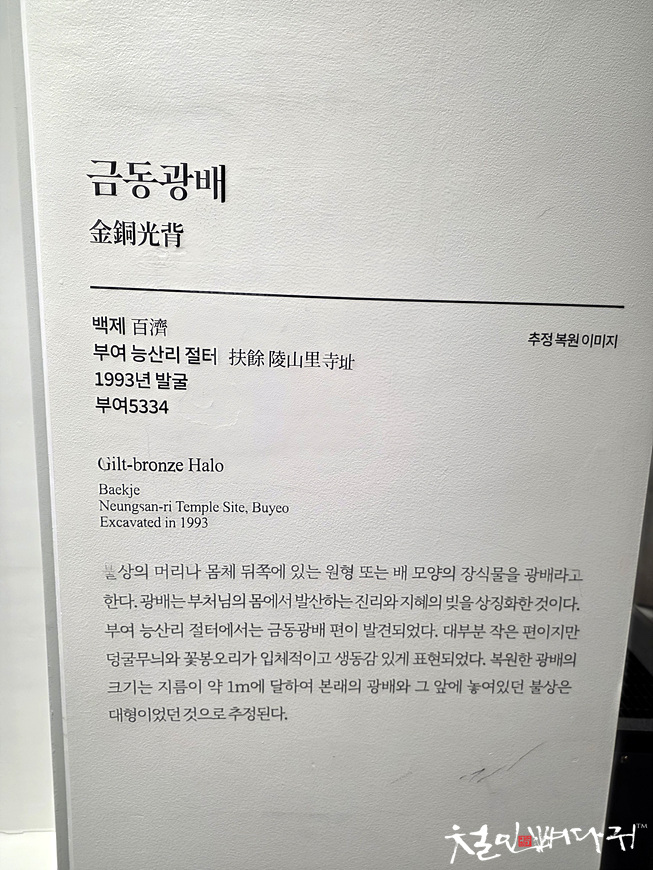 금동광배
金銅光背
백제 百濟
추정 복원 이미지
부여 능산리 절터 扶餘 陵山里寺址
1993년 발굴
부여5334
Gilt-bronze Halo
Baekje
Neungsan-ri Temple Site, Buyeo
Excavated in 1993
불상의 머리나 몸체 뒤쪽에 있는 원형 또는 배 모양의 장식물을 광배라고
한다. 광배는 부처님의 몸에서 발산하는 진리와 지혜의 빛을 상징화한 것이다.
부여 능산리 절터에서는 금동광배 편이 발견되었다. 대부분 작은 편이지만
덩굴무늬와 꽃봉오리가 입체적이고 생동감 있게 표현되었다. 복원한 광배의
크기는 지름이 약 1m에 달하여 본래의 광배와 그 앞에 놓여있던 불상은
대형이었던 것으로 추정된다.
철민 뼈다귀 TM